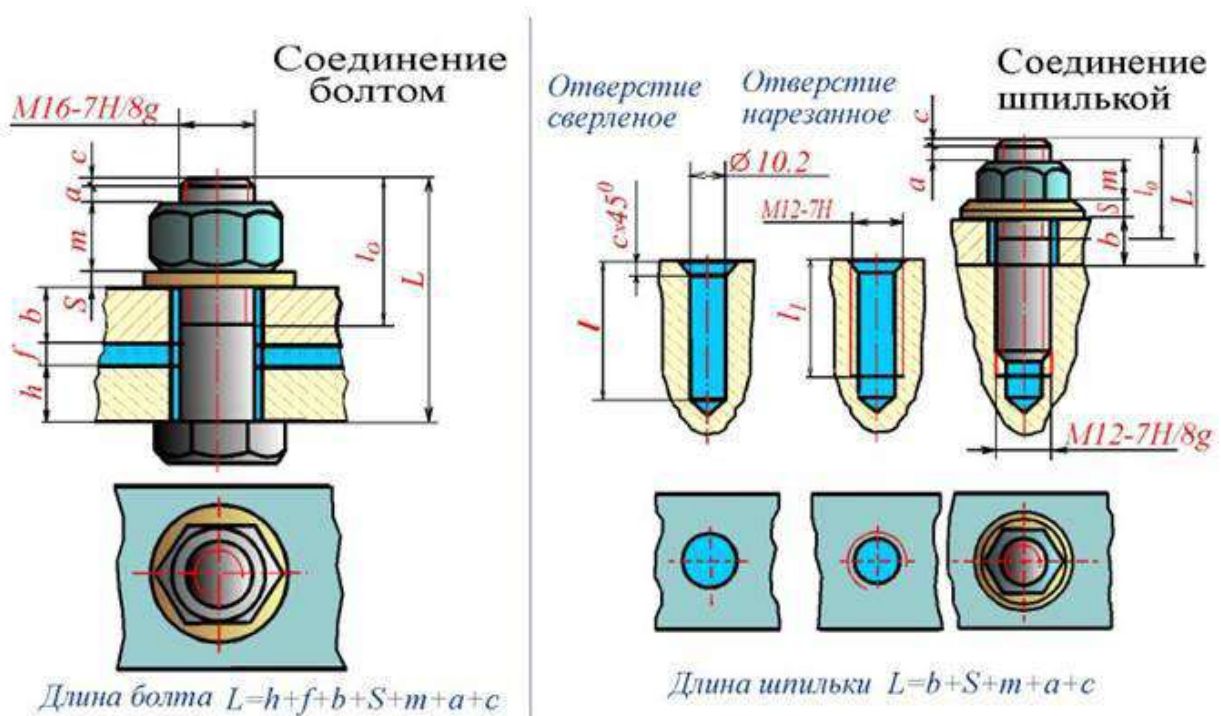 Соединение
болтом
M16-7H/8g
c
a
m
S
b
f
h
l₀
L
Длина болта L=h+f+b+S+m+a+c
Отверстие
сверленое
Отверстие
нарезанное
Соединение
шпилькой
Ø 10.2
c×45⁰
l
M12-7H
l₁
c
a
m
S
b
l₀
L
M12-7H/8g
Длина шпильки L=b+S+m+a+c